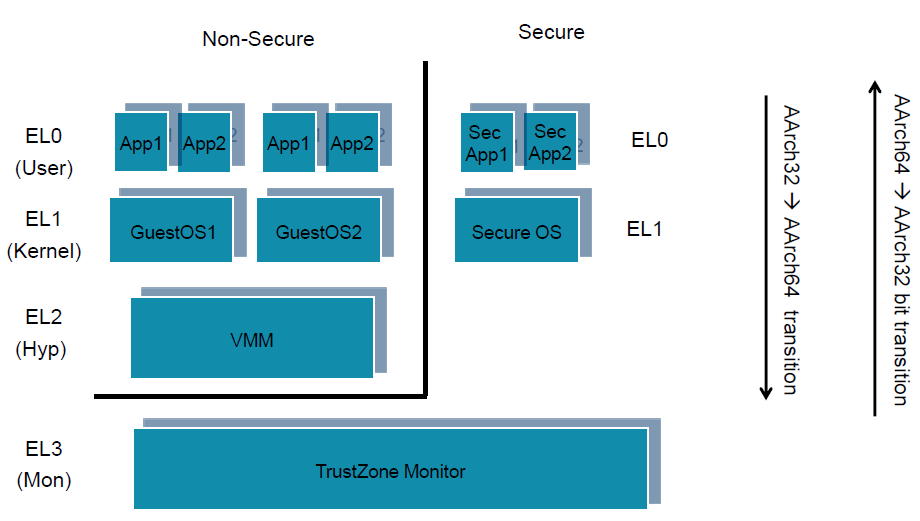 Non-Secure
Secure
EL0
(User)
App1
App2
App1
App2
Sec
App1
Sec
App2
EL0
EL1
(Kernel)
GuestOS1
GuestOS2
Secure OS
EL1
EL2
(Hyp)
VMM
EL3
(Mon)
TrustZone Monitor
AArch32 → AArch64 transition
AArch64 → AArch32 bit transition